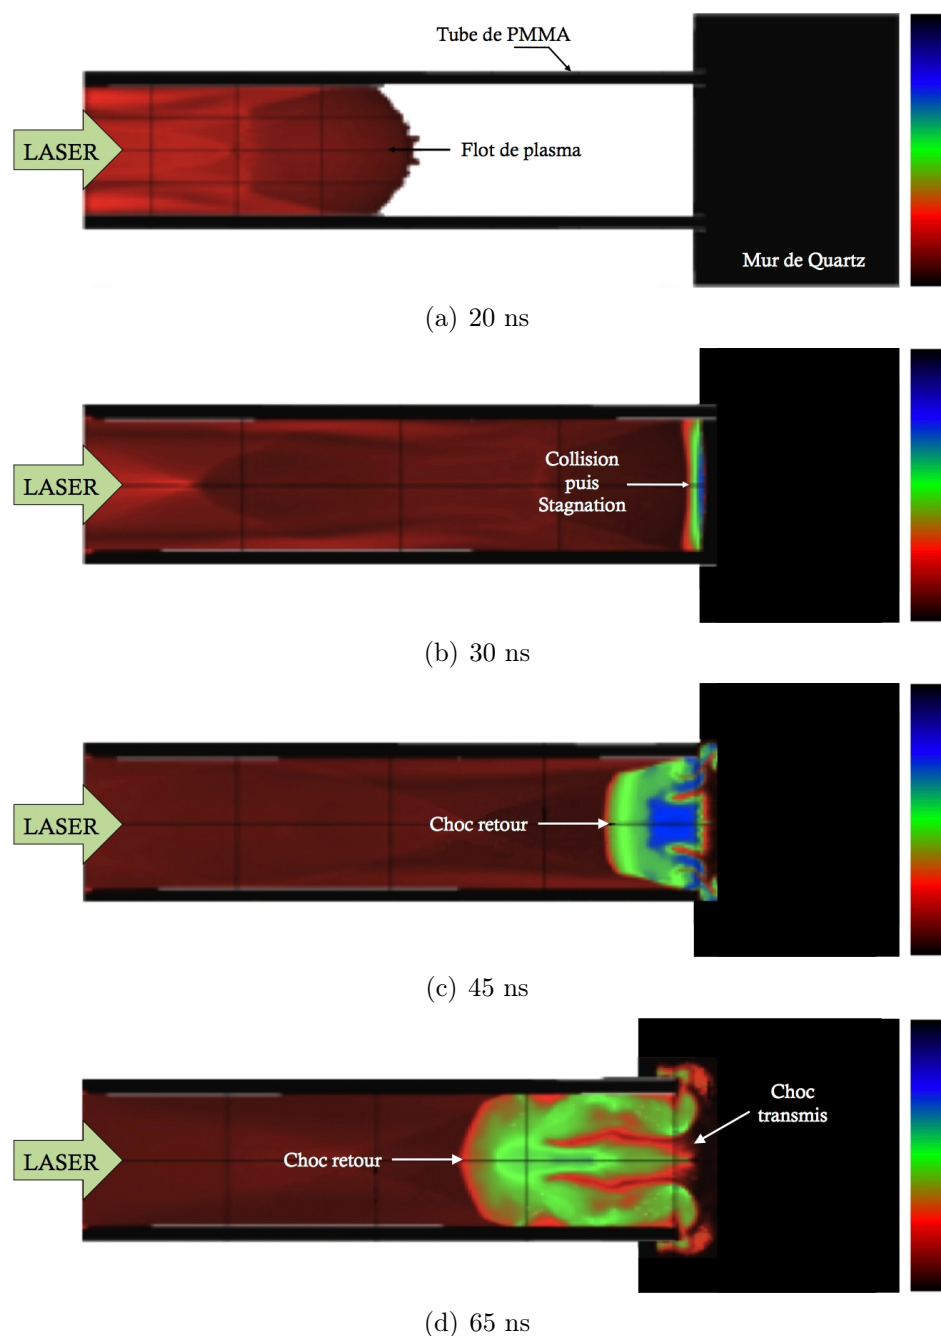 Tube de PMMA
LASER
Flot de plasma
Mur de Quartz
(a) 20 ns
LASER
Collision
puis
Stagnation
(b) 30 ns
LASER
Choc retour
(c) 45 ns
Choc
transmis
LASER
Choc retour
(d) 65 ns